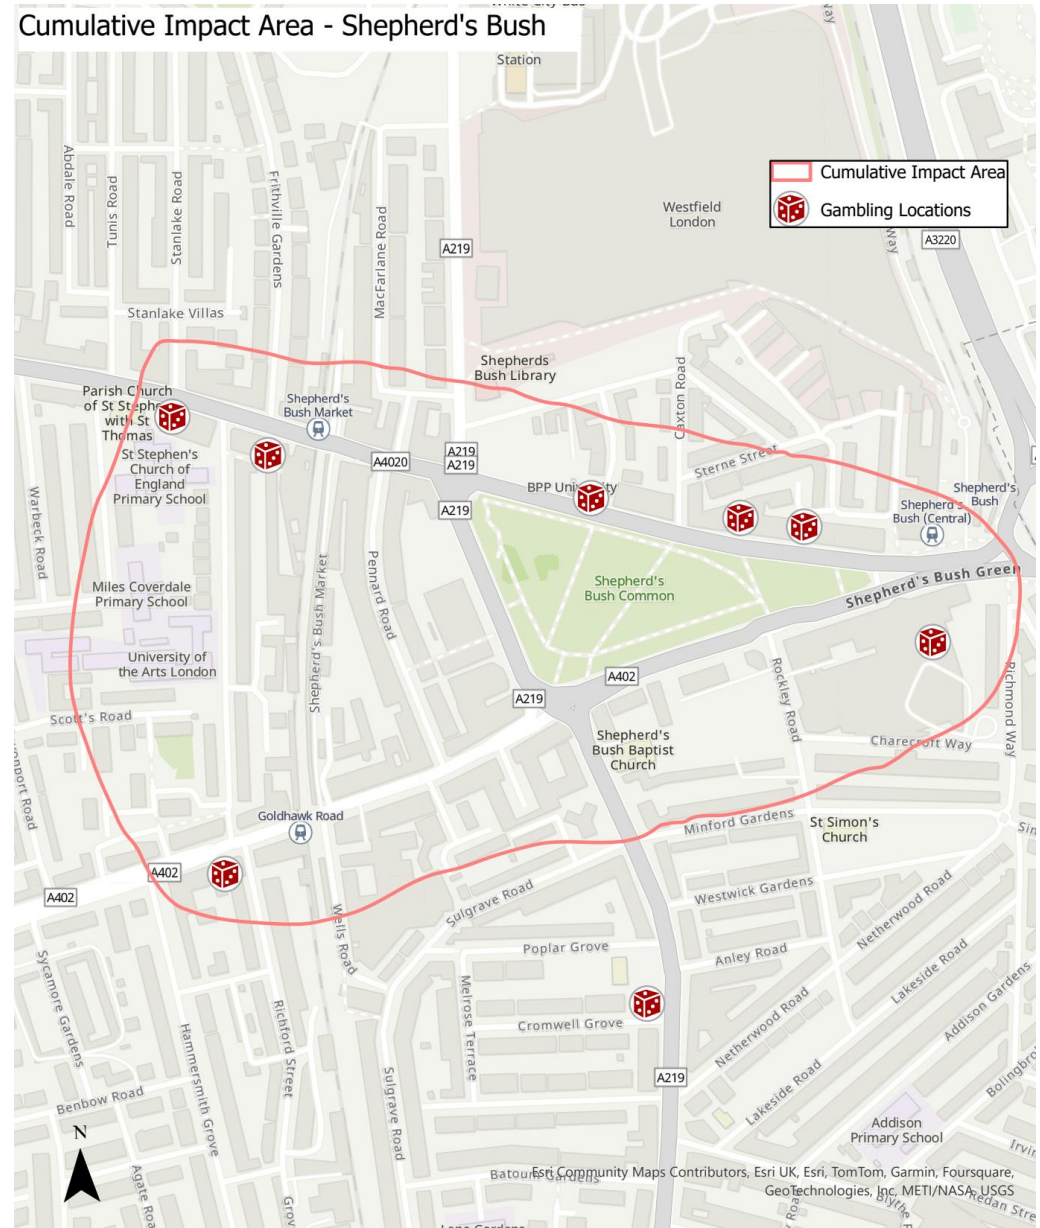 Cumulative Impact Area - Shepherd's Bush
Station
Cumulative Impact Area
Gambling Locations
Westfield
London
Way
Way
A3220
A219
Abdale Road
Tunis Road
Stanlake Road
Frithville Gardens
MacFarlane Road
Stanlake Villas
Shepherds
Bush Library
Caxton Road
Sterne Street
Parish Church
of St Stephen
with St
Thomas
Shepherd's
Bush Market
St Stephen's
Church of
England
Primary School
A4020
A219
A219
A219
BPP University
Shepherd's
Bush
Shepherd's
Bush (Central)
Warbeck Road
Miles Coverdale
Primary School
University of
the Arts London
Shepherd's Bush Market
Pennard Road
Shepherd's
Bush Common
Shepherd's Bush Green
A402
A219
Scott's Road
Rockley Road
Richmond Way
Charecroft Way
Shepherd's
Bush Baptist
Church
Goldhawk Road
Minford Gardens
St Simon's
Church
A402
A402
Sulgrave Road
Westwick Gardens
Netherwood Road
Wells Road
Poplar Grove
Anley Road
Lakeside Road
Addison Gardens
Sycamore Gardens
Melrose Terrace
Cromwell Grove
Netherwood Road
Hammersmith Grove
Richford Street
A219
Lakeside Road
Benbow Road
Sulgrave Road
Addison
Primary School
N
Agate Roa
Grov
Batoum Gardens
Esri Community Maps Contributors, Esri UK, Esri, TomTom, Garmin, Foursquare,
GeoTechnologies, Inc, METI/NASA, USGS